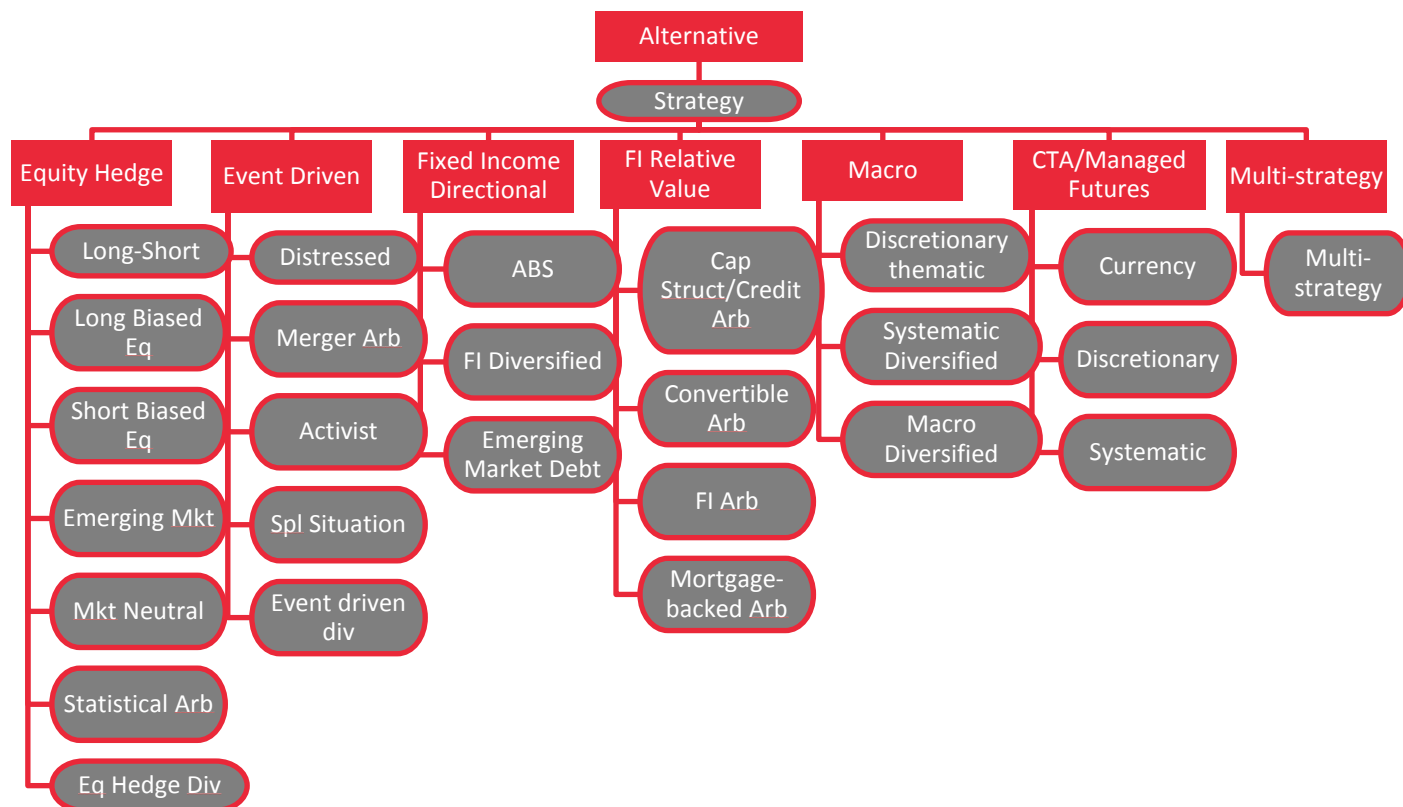 Alternative
Strategy
Equity Hedge
Long-Short
Long Biased
Eq
Short Biased
Eq
Emerging Mkt
Mkt Neutral
Statistical Arb
Eq Hedge Div
Event Driven
Distressed
Merger Arb
Activist
Spl Situation
Event driven
div
Fixed Income
Directional
ABS
FI Diversified
Emerging
Market Debt
FI Relative
Value
Cap
Struct/Credit
Arb
Convertible
Arb
FI Arb
Mortgage-
backed Arb
Macro
Discretionary
thematic
Systematic
Diversified
Macro
Diversified
CTA/Managed
Futures
Currency
Discretionary
Systematic
Multi-strategy
Multi-
strategy